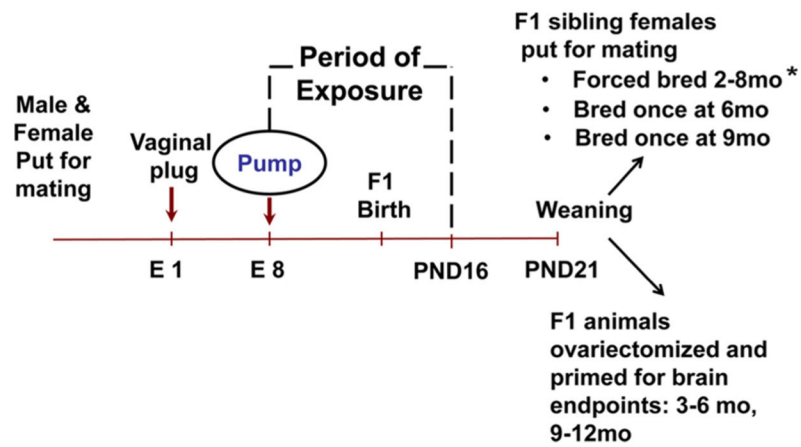 Male &
Female
Put for
mating
Vaginal
plug
Period of
Exposure
Pump
F1
Birth
E 1
E 8
PND16
PND21
Weaning
F1 sibling females
put for mating
• Forced bred 2-8mo*
• Bred once at 6mo
• Bred once at 9mo
F1 animals
ovariectomized and
primed for brain
endpoints: 3-6 mo,
9-12mo